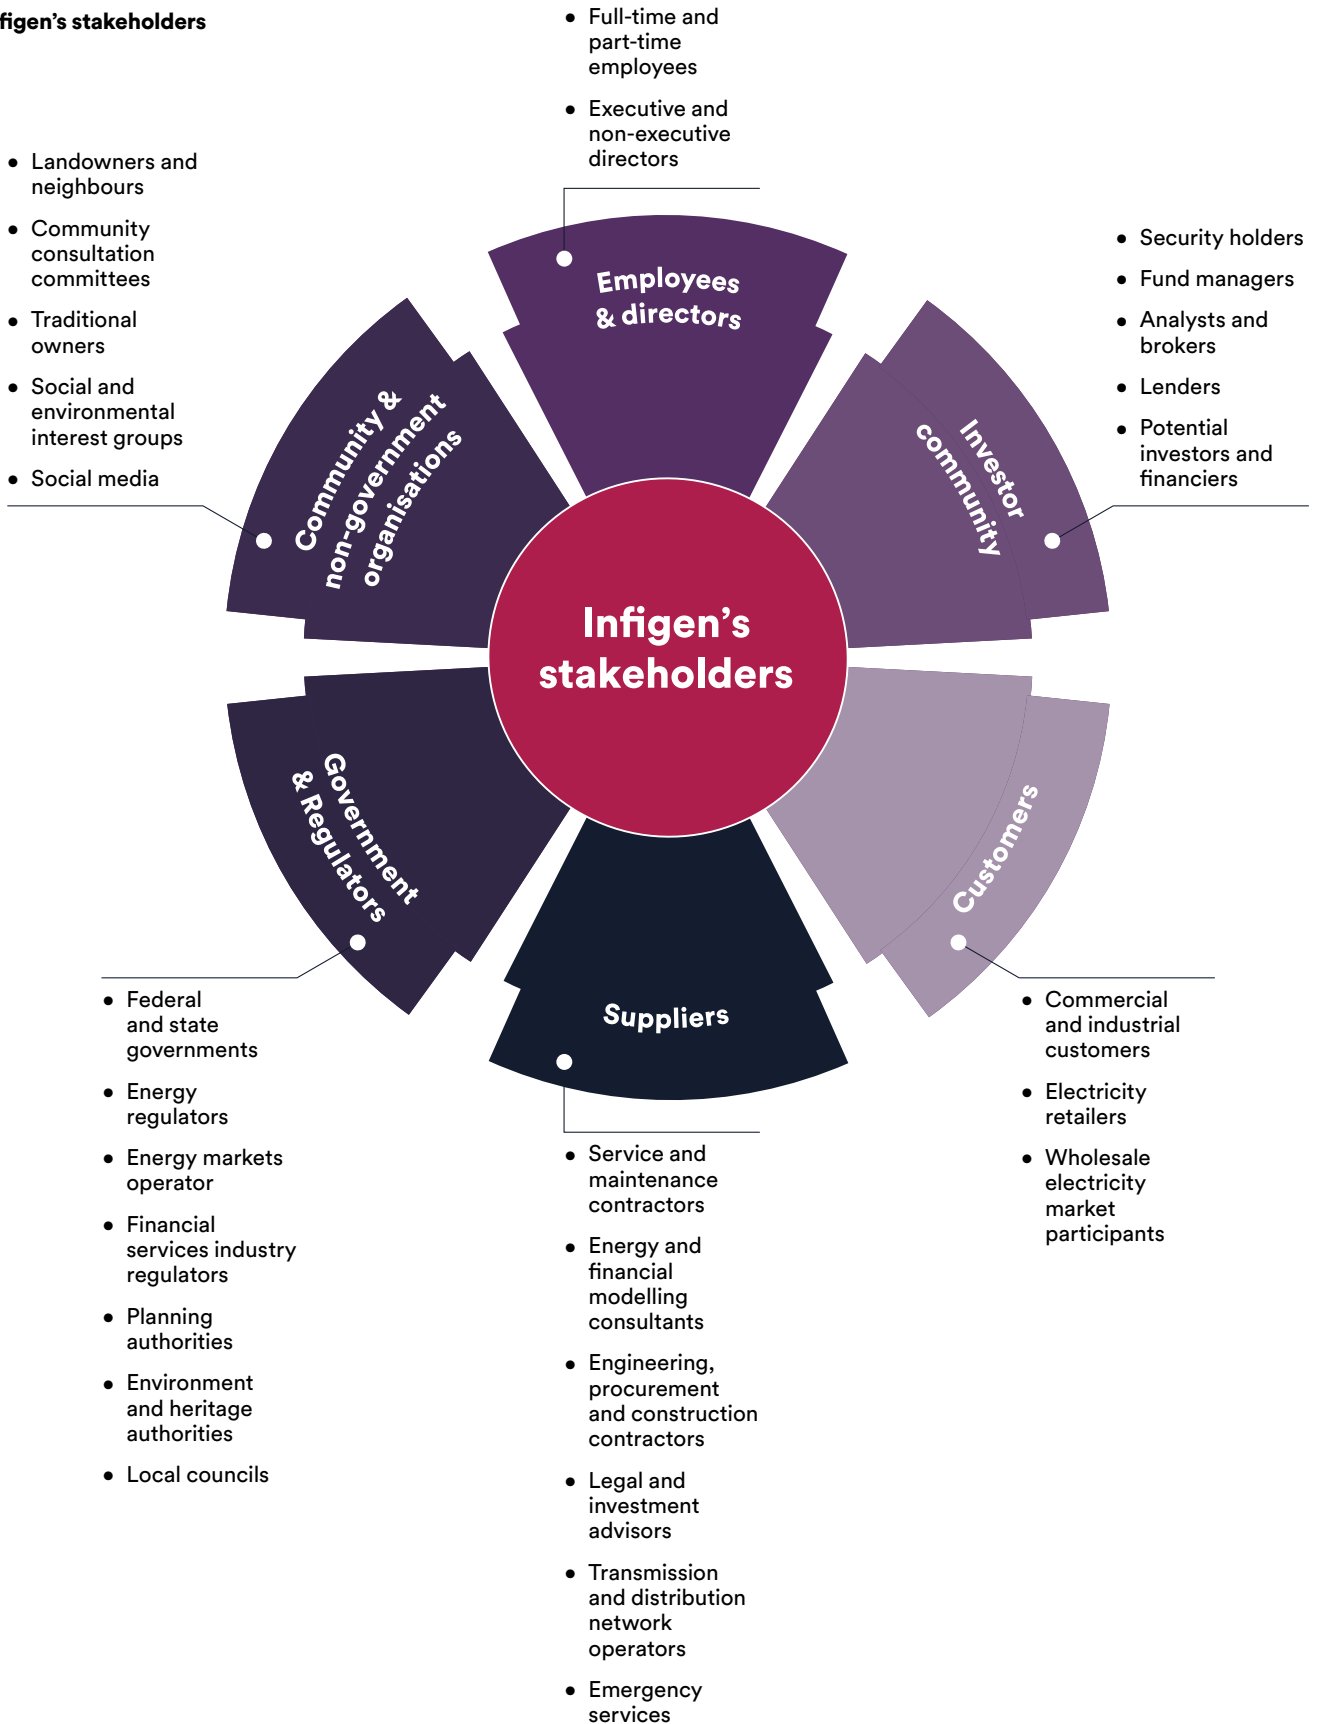 figen’s stakeholders
• Full-time and
part-time
employees
• Executive and
non-executive
directors
• Landowners and
neighbours
• Community
consultation
committees
• Traditional
owners
• Social and
environmental
interest groups
• Social media
• Security holders
• Fund managers
• Analysts and
brokers
• Lenders
• Potential
investors and
financiers
Employees
& directors
Community &
non-government
organisations
Investor
community
Infigen’s
stakeholders
Government
& Regulators
Customers
Suppliers
• Federal
and state
governments
• Energy
regulators
• Energy markets
operator
• Financial
services industry
regulators
• Planning
authorities
• Environment
and heritage
authorities
• Local councils
• Service and
maintenance
contractors
• Energy and
financial
modelling
consultants
• Engineering,
procurement
and construction
contractors
• Legal and
investment
advisors
• Transmission
and distribution
network
operators
• Emergency
services
• Commercial
and industrial
customers
• Electricity
retailers
• Wholesale
electricity
market
participants